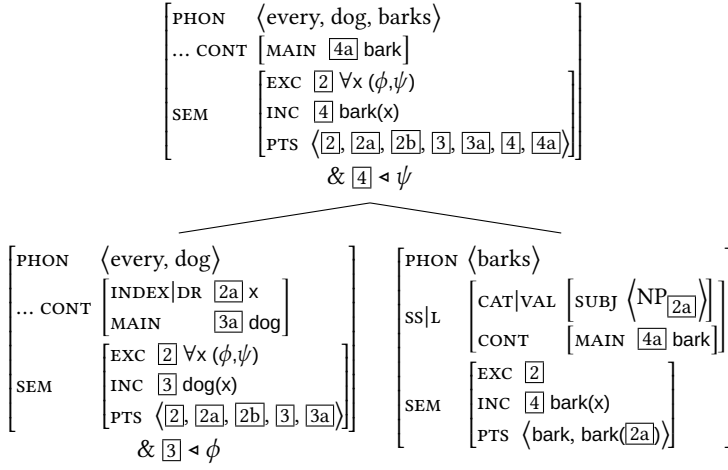 PHON ⟨every, dog, barks⟩
... CONT [MAIN 4a bark]
EXC 2 ∀x (ϕ,ψ)
SEM INC 4 bark(x)
PTS ⟨2, 2a, 2b, 3, 3a, 4, 4a⟩
& 4 ◃ ψ
PHON ⟨every, dog⟩
... CONT INDEX|DR 2a x
MAIN 3a dog
EXC 2 ∀x (ϕ,ψ)
SEM INC 3 dog(x)
PTS ⟨2, 2a, 2b, 3, 3a⟩
& 3 ◃ ϕ
PHON ⟨barks⟩
SS|L CAT|VAL [SUBJ ⟨NP 2a⟩]
CONT [MAIN 4a bark]
EXC 2
SEM INC 4 bark(x)
PTS ⟨bark, bark(2a)⟩